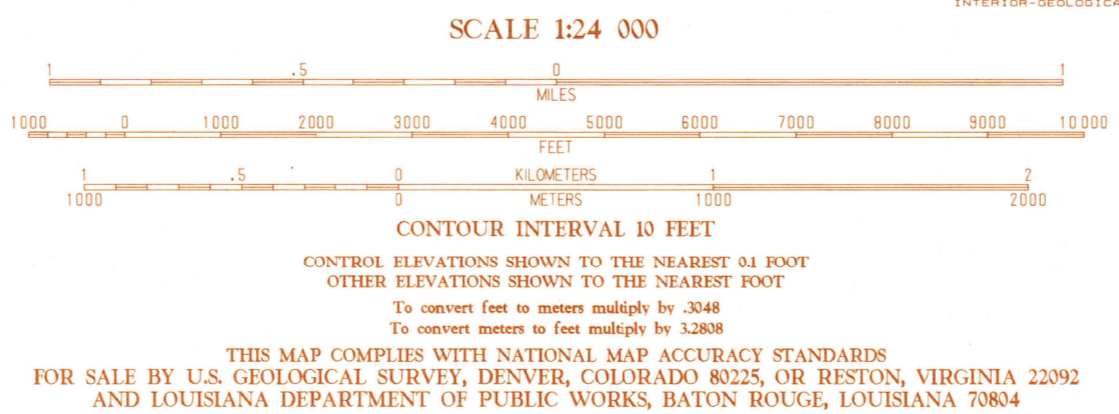 INTERIOR-GEOLOGICA
SCALE 1:24 000
1 .5 0 1
MILES
1000 0 1000 2000 3000 4000 5000 6000 7000 8000 9000 10 000
FEET
1 .5 0 KILOMETERS 1 2
1000 0 METERS 1000 2000
CONTOUR INTERVAL 10 FEET
CONTROL ELEVATIONS SHOWN TO THE NEAREST 0.1 FOOT
OTHER ELEVATIONS SHOWN TO THE NEAREST FOOT
To convert feet to meters multiply by .3048
To convert meters to feet multiply by 3.2808
THIS MAP COMPLIES WITH NATIONAL MAP ACCURACY STANDARDS
FOR SALE BY U.S. GEOLOGICAL SURVEY, DENVER, COLORADO 80225, OR RESTON, VIRGINIA 22092
AND LOUISIANA DEPARTMENT OF PUBLIC WORKS, BATON ROUGE, LOUISIANA 70804